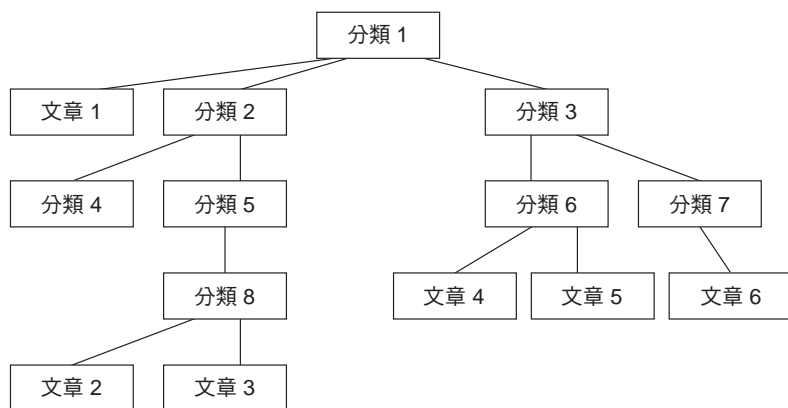 分類 1
文章 1
分類 2
分類 3
分類 4
分類 5
分類 6
分類 7
分類 8
文章 4
文章 5
文章 6
文章 2
文章 3